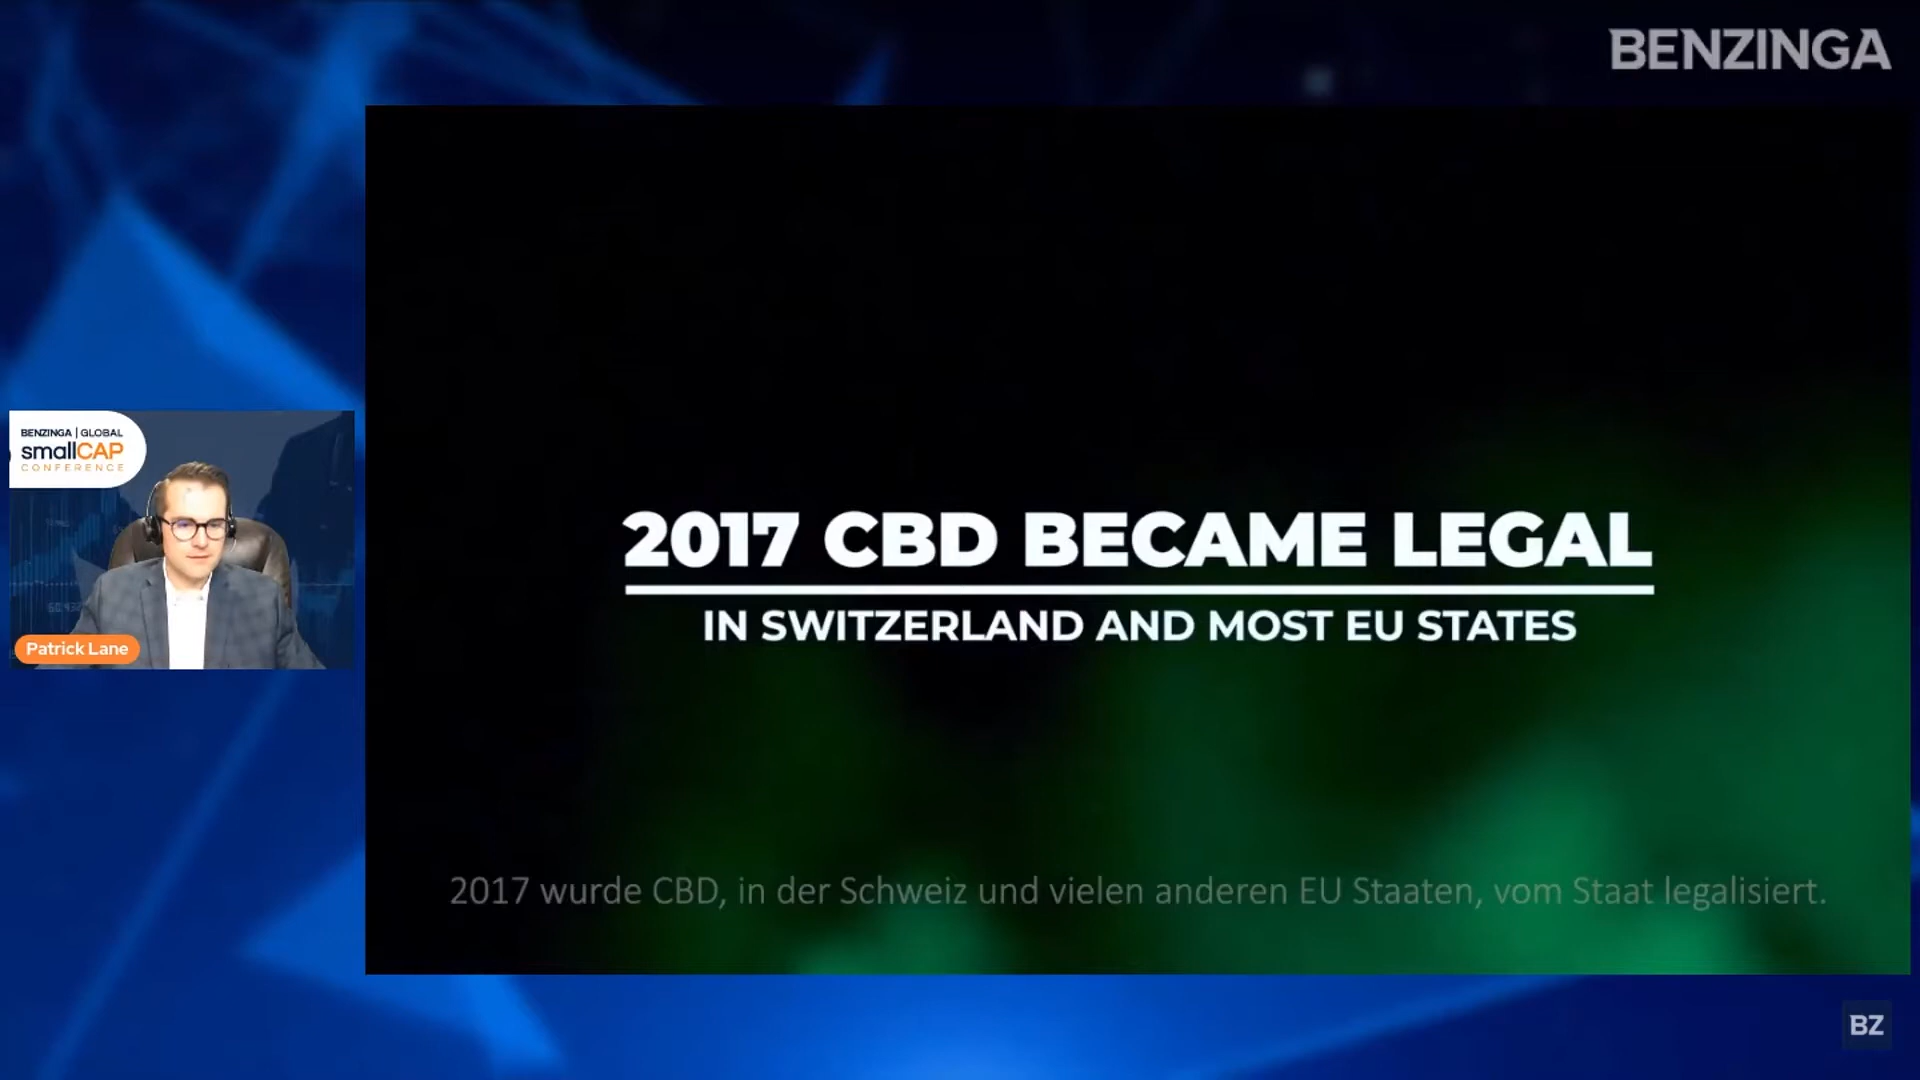 BENZINGA
BENZINGA | GLOBAL
smallCAP
CONFERENCE
Patrick Lane
2017 CBD BECAME LEGAL
IN SWITZERLAND AND MOST EU STATES
2017 wurde CBD, in der Schweiz und vielen anderen EU Staaten, vom Staat legalisiert.
BZ